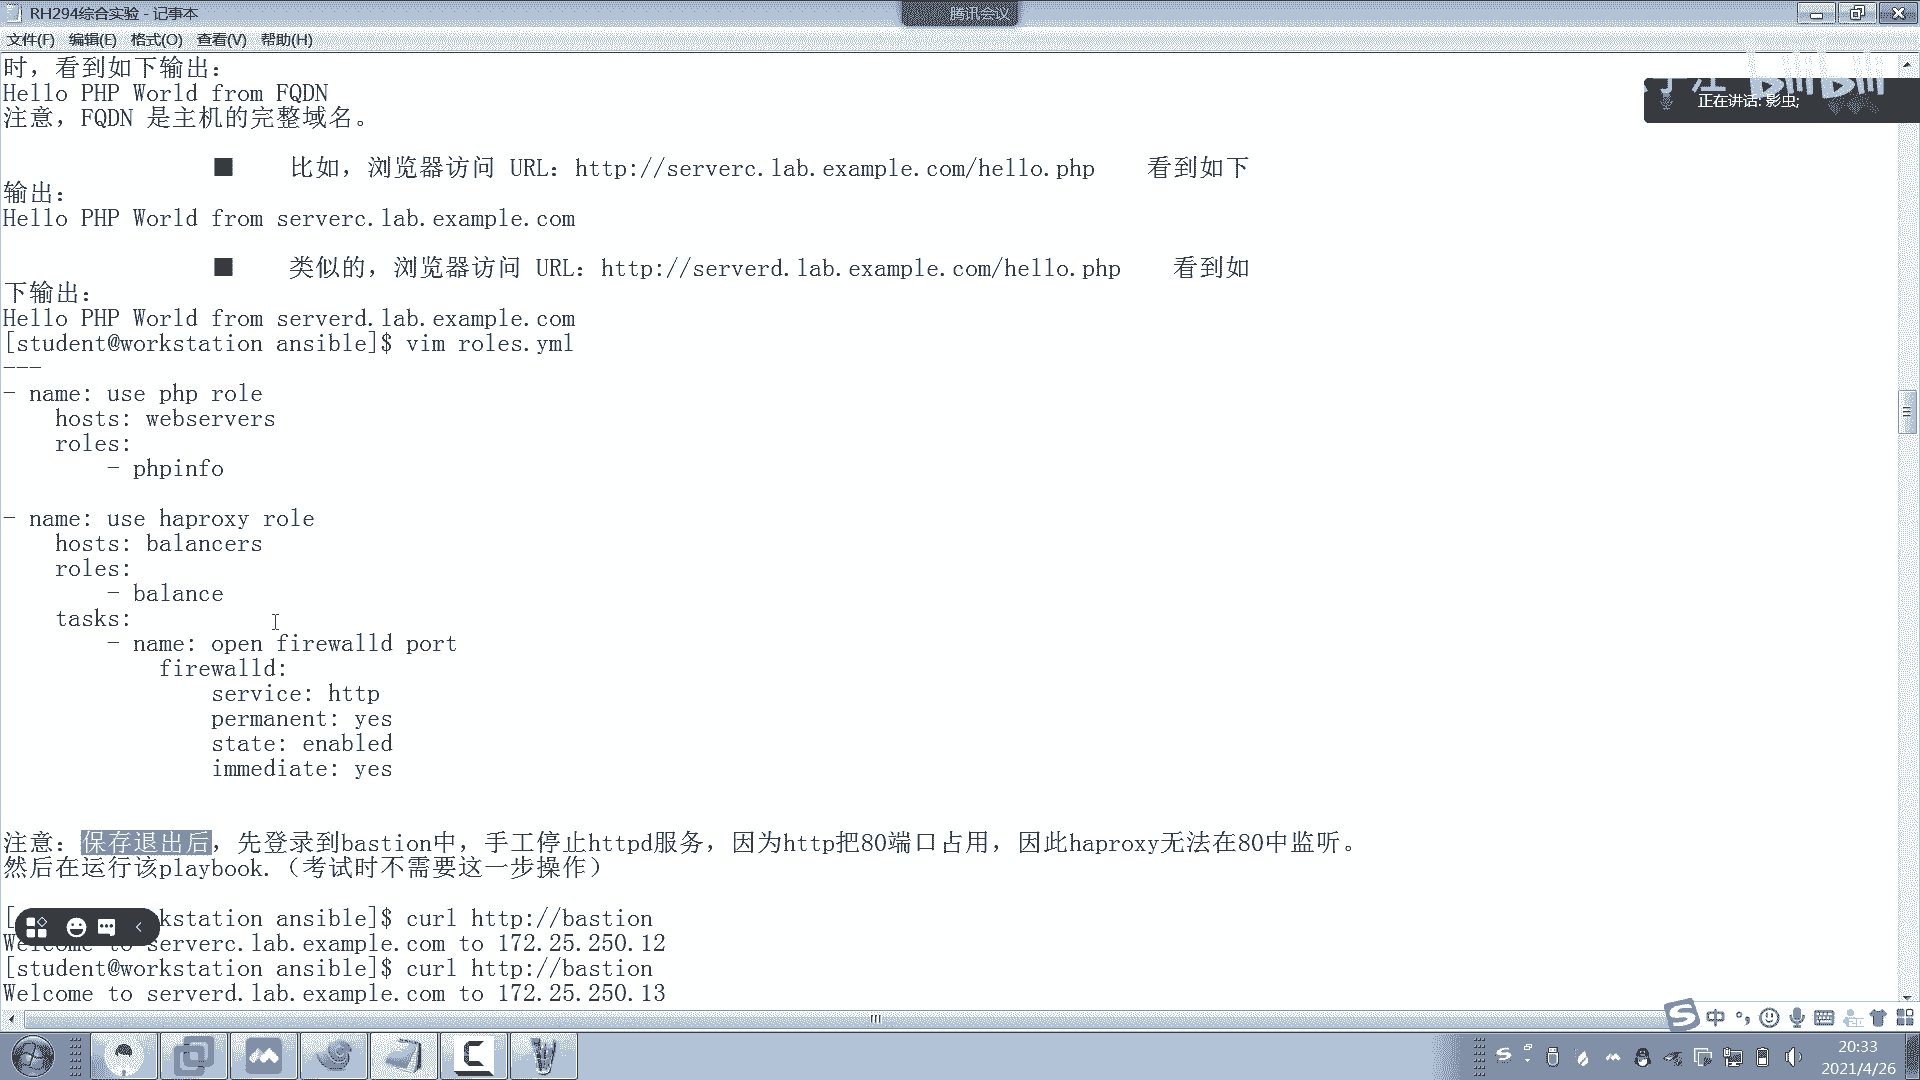 RH294综合实验 - 记事本
腾讯会议
文件(F) 编辑(E) 格式(O) 查看(V) 帮助(H)
时，看到如下输出：
Hello PHP World from FQDN
注意，FQDN 是主机的完整域名。
正在讲话: 影虫;
■ 比如，浏览器访问 URL：http://serverc.lab.example.com/hello.php 看到如下
输出：
Hello PHP World from serverc.lab.example.com
■ 类似的，浏览器访问 URL：http://serverd.lab.example.com/hello.php 看到如
下输出：
Hello PHP World from serverd.lab.example.com
[student@workstation ansible]$ vim roles.yml
---
- name: use php role
hosts: webservers
roles:
- phpinfo
- name: use haproxy role
hosts: balancers
roles:
- balance
tasks:
- name: open firewalld port
firewalld:
service: http
permanent: yes
state: enabled
immediate: yes
注意：保存退出后，先登录到bastion中，手工停止httpd服务，因为http把80端口占用，因此haproxy无法在80中监听。
然后在运行该playbook.（考试时不需要这一步操作）
[ kstation ansible]$ curl http://bastion
Welcome to serverc.lab.example.com to 172.25.250.12
[student@workstation ansible]$ curl http://bastion
Welcome to serverd.lab.example.com to 172.25.250.13
中
20:33
2021/4/26